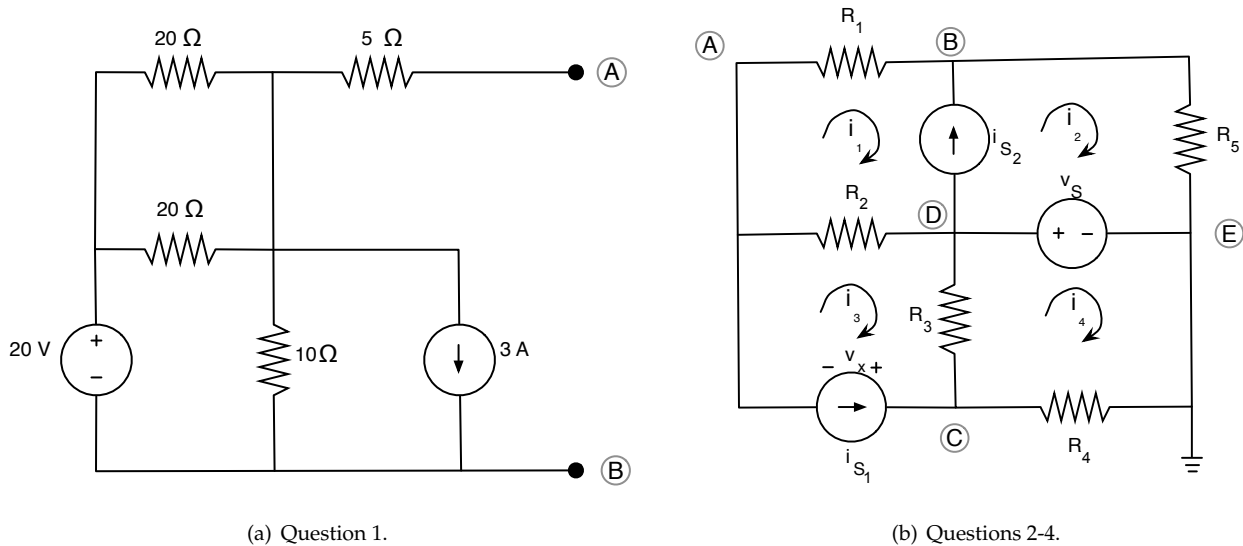 20 Ω
5 Ω
A
20 Ω
20 V
+
−
10Ω
3 A
B
(a) Question 1.
A
R1
B
i1
iS2
i2
R5
R2
D
vS
+ −
E
i3
R3
i4
− vx +
C
iS1
R4
(b) Questions 2-4.